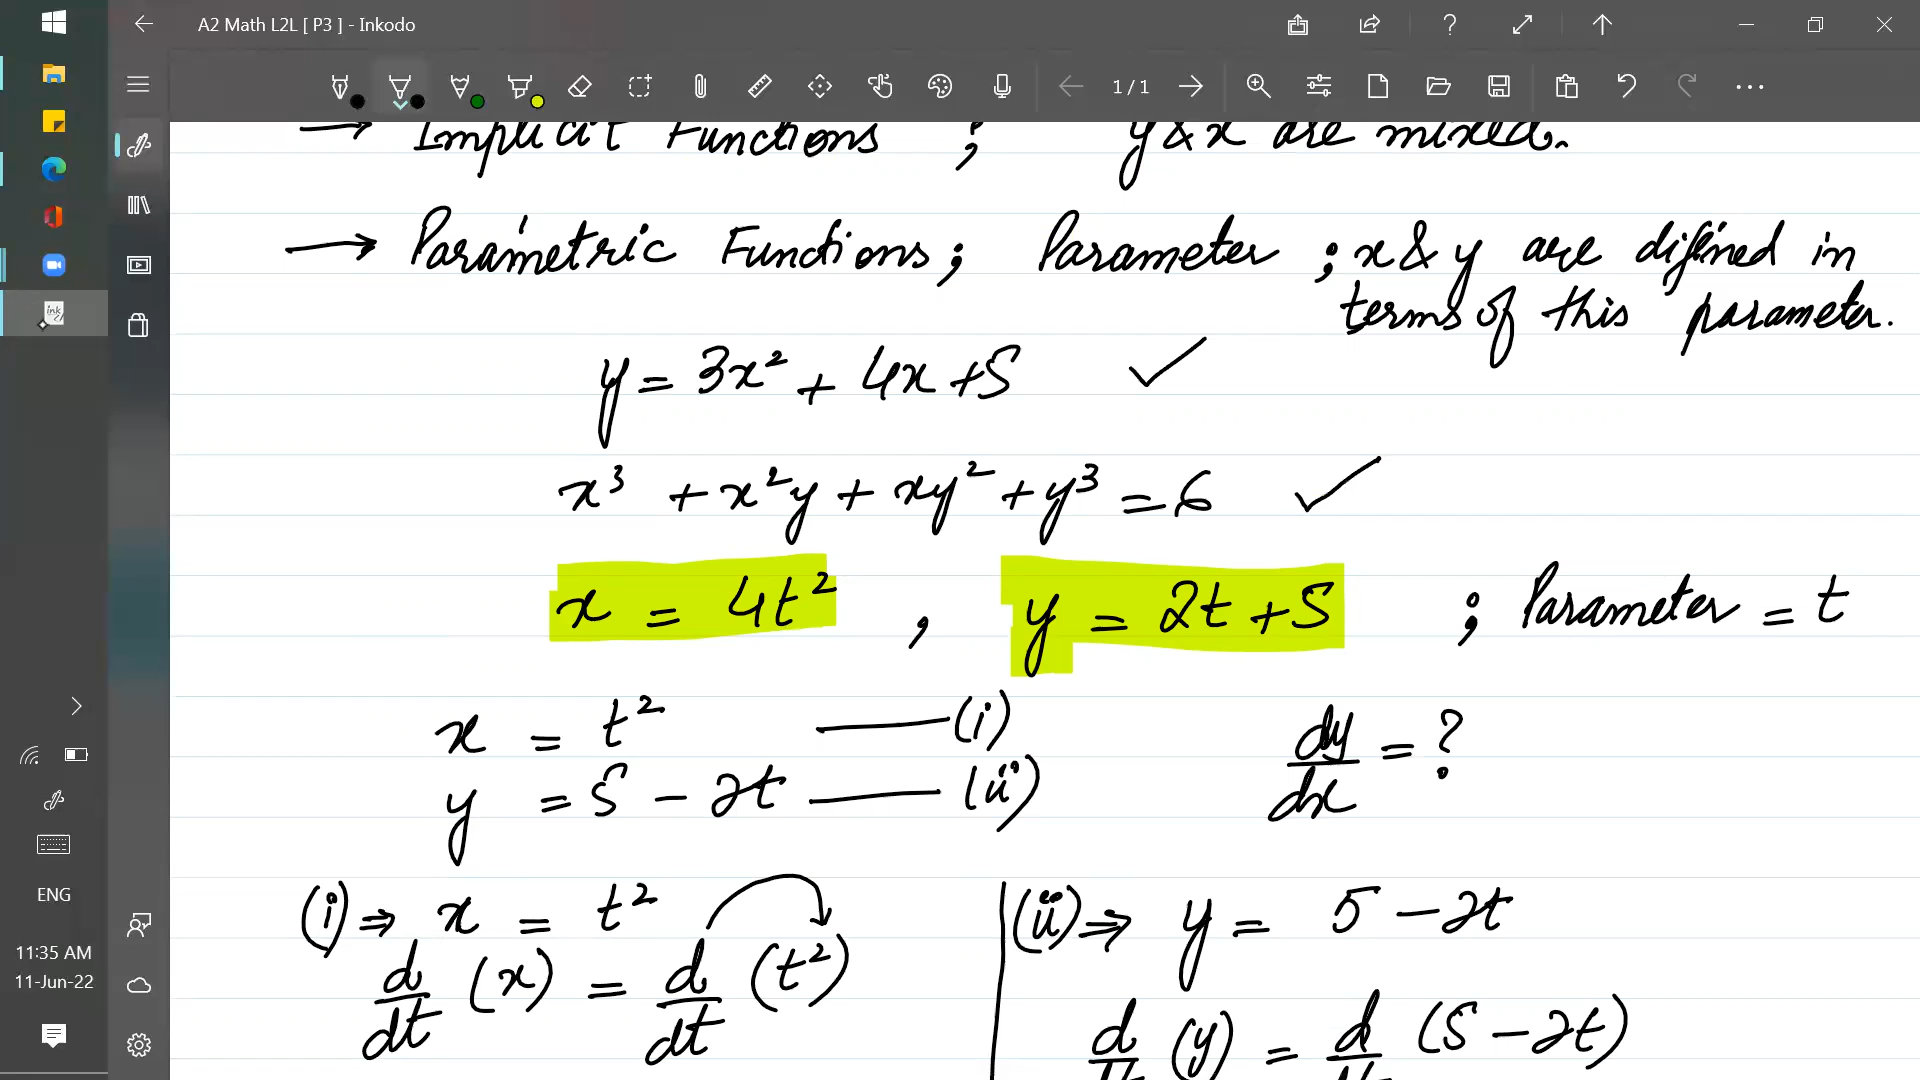 A2 Math L2L [ P3 ] - Inkodo
1 / 1
→ Implicit Functions ; y & x are mixed.
→ Parametric Functions ; Parameter ; x & y are difined in
terms of this parameter.
y = 3x² + 4x + 5 ✓
x³ + x²y + xy² + y³ = 6 ✓
x = 4t² , y = 2t + 5 ; Parameter = t
x = t² —— (i) dy/dx = ?
y = 5 - 2t —— (ii)
(i) ⇒ x = t²
d/dt (x) = d/dt (t²)
(ii) ⇒ y = 5 - 2t
d/dt (y) = d/dt (5 - 2t)
ENG
11:35 AM
11-Jun-22